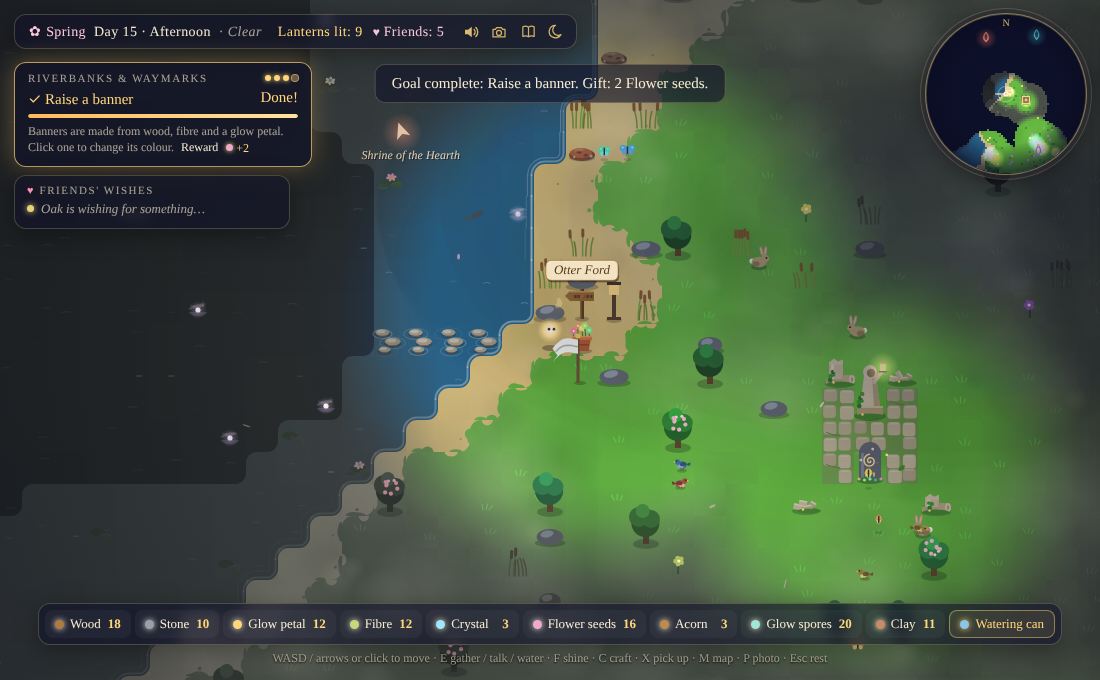 Spring Day 15 · Afternoon · Clear Lanterns lit: 9 ♥ Friends: 5
N
RIVERBANKS & WAYMARKS
Raise a banner Done!
Banners are made from wood, fibre and a glow petal.
Click one to change its colour. Reward +2
Goal complete: Raise a banner. Gift: 2 Flower seeds.
Shrine of the Hearth
♥ FRIENDS' WISHES
Oak is wishing for something…
Otter Ford
Wood 18 Stone 10 Glow petal 12 Fibre 12 Crystal 3 Flower seeds 16 Acorn 3 Glow spores 20 Clay 11 Watering can
WASD / arrows or click to move · E gather / talk / water · F shine · C craft · X pick up · M map · P photo · Esc rest